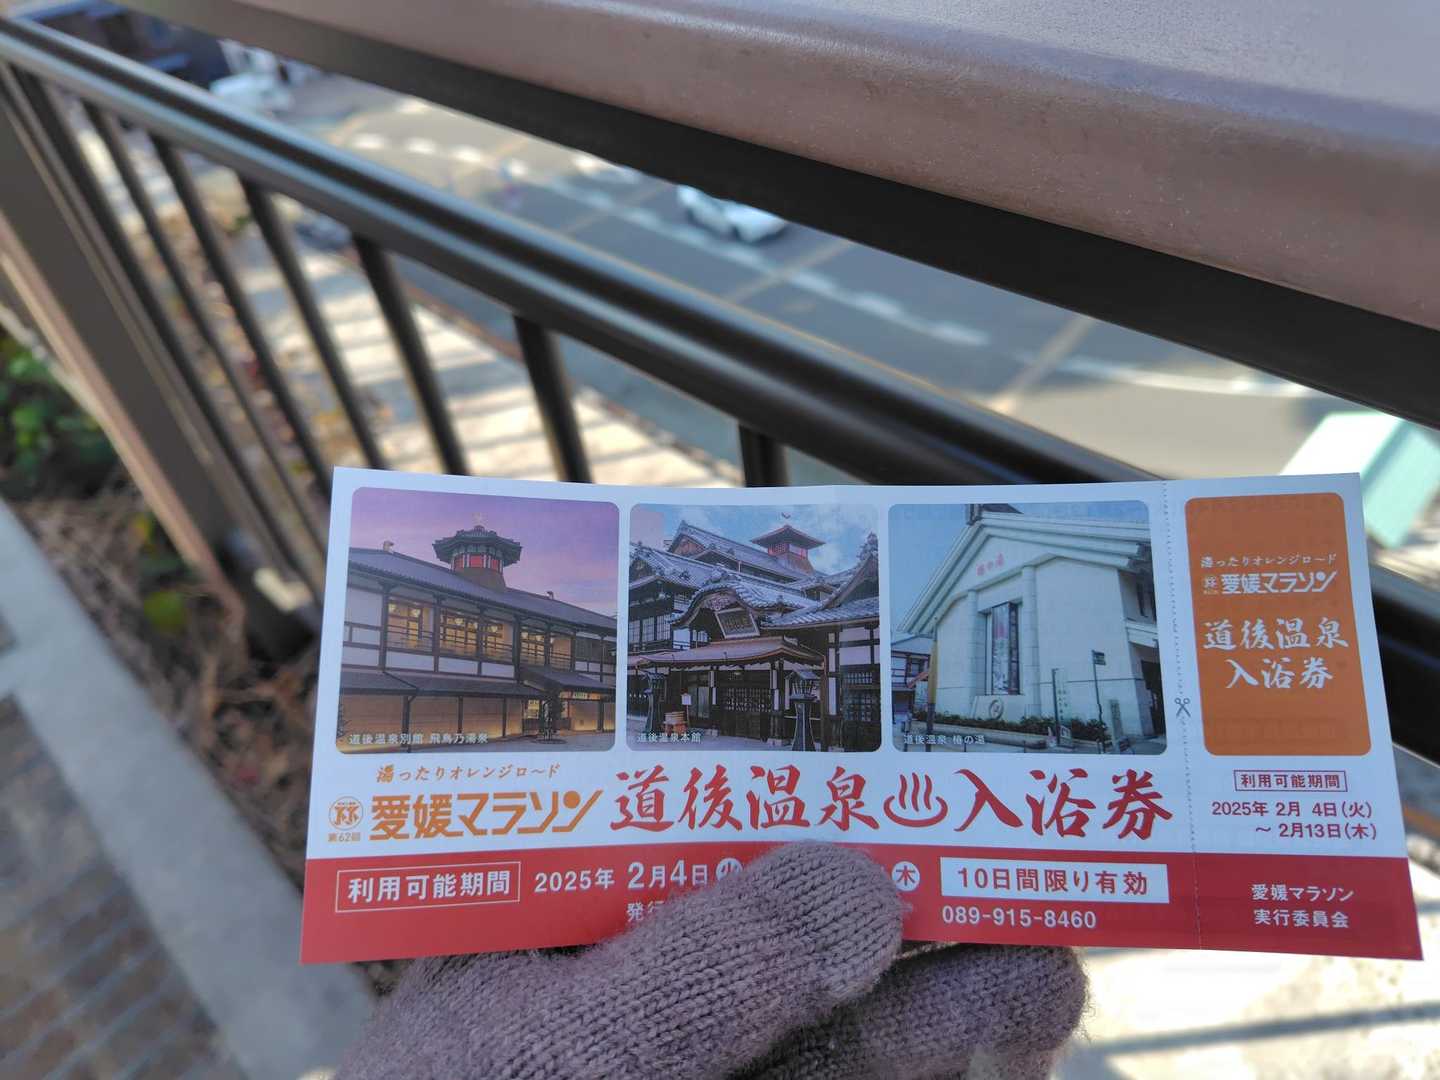 道後温泉別館 飛鳥乃湯泉
道後温泉本館
道後温泉 椿の湯
湯ったりオレンジロード
第62回
愛媛マラソン
道後温泉♨入浴券
利用可能期間 2025年 2月4日 火
木
10日間限り有効
発行
089-915-8460
湯ったりオレンジロード
愛媛マラソン
道後温泉
入浴券
利用可能期間
2025年 2月 4日(火)
～ 2月13日(木)
愛媛マラソン
実行委員会